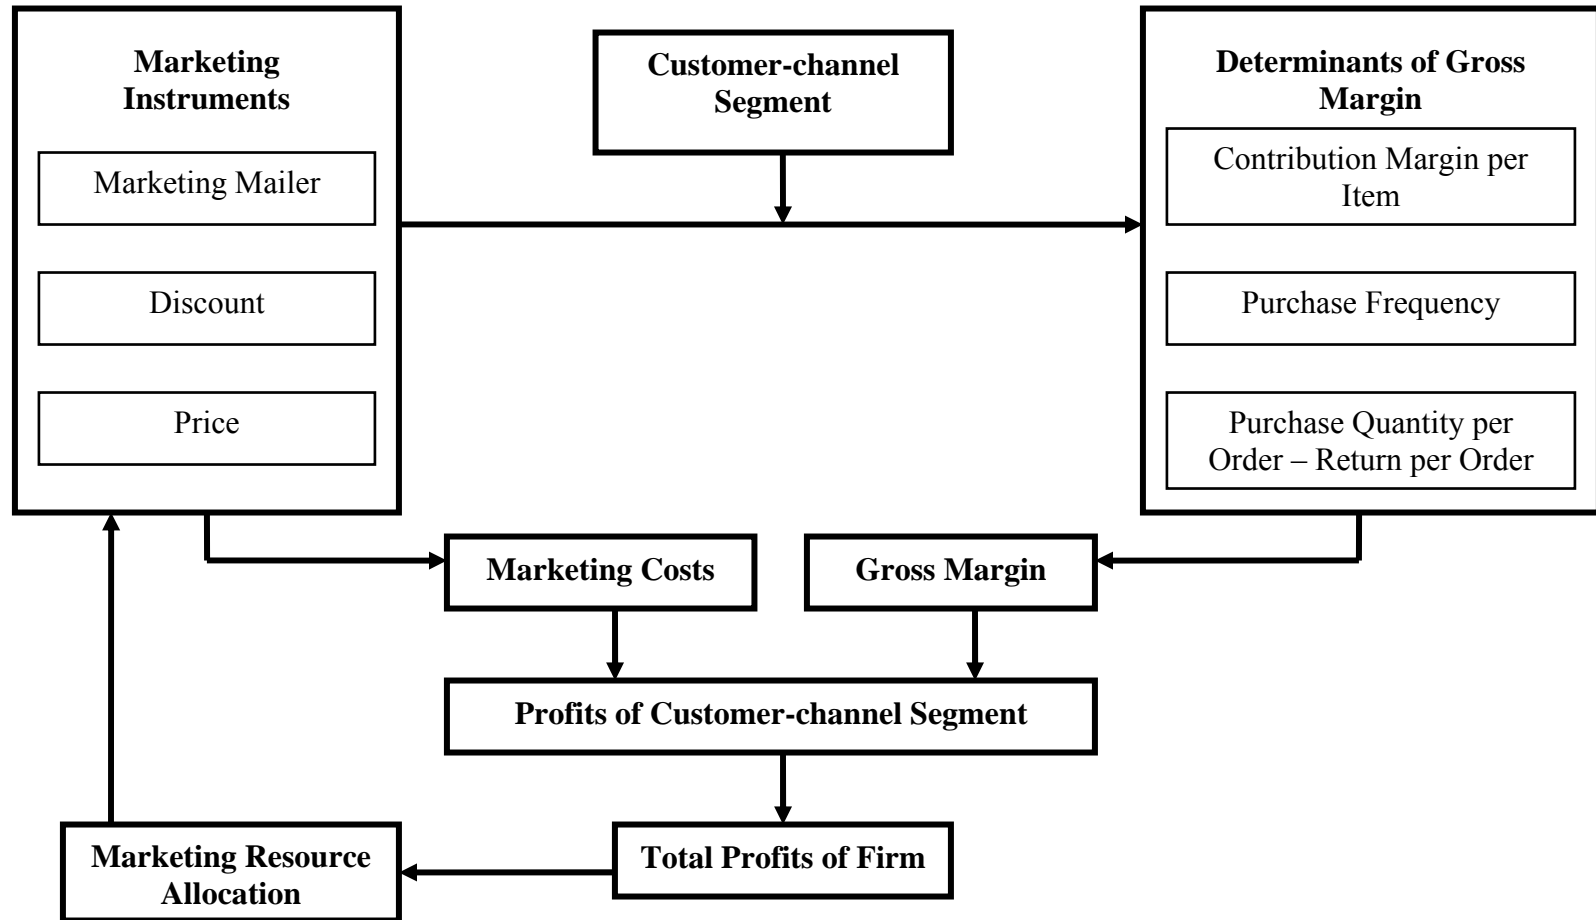 Marketing
Instruments
Marketing Mailer
Discount
Price
Customer-channel
Segment
Determinants of Gross
Margin
Contribution Margin per
Item
Purchase Frequency
Purchase Quantity per
Order – Return per Order
Marketing Costs
Gross Margin
Profits of Customer-channel Segment
Marketing Resource
Allocation
Total Profits of Firm